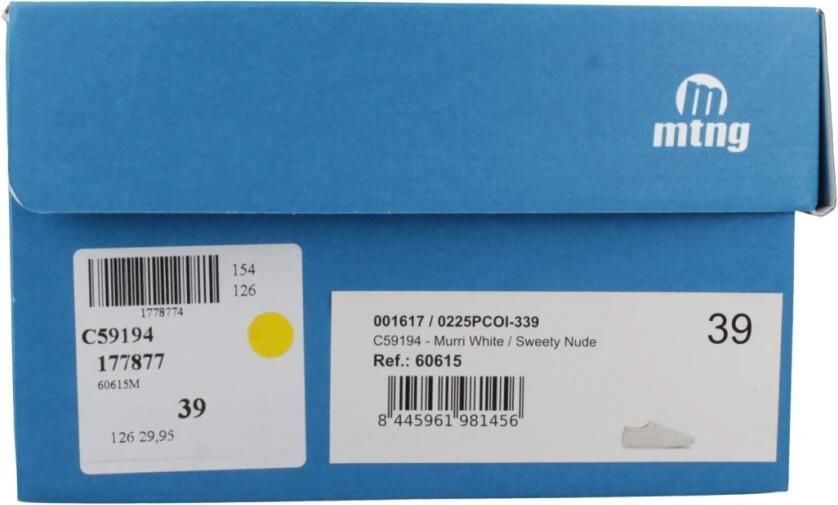 m
mtng
154
126
1778774
C59194
177877
60615M
39
126 29,95
001617 / 0225PCOI-339
C59194 - Murri White / Sweety Nude
Ref.: 60615
39
8 445961 981456